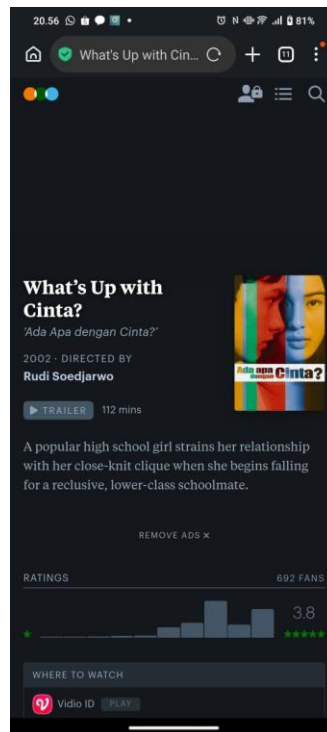 20.56
81%
What's Up with Cin...
11
What's Up with
Cinta?
'Ada Apa dengan Cinta?'
2002 · DIRECTED BY
Rudi Soedjarwo
TRAILER 112 mins
Ada apa
dengan Cinta?
A popular high school girl strains her relationship
with her close-knit clique when she begins falling
for a reclusive, lower-class schoolmate.
REMOVE ADS ×
RATINGS 692 FANS
3.8
WHERE TO WATCH
Vidio ID PLAY